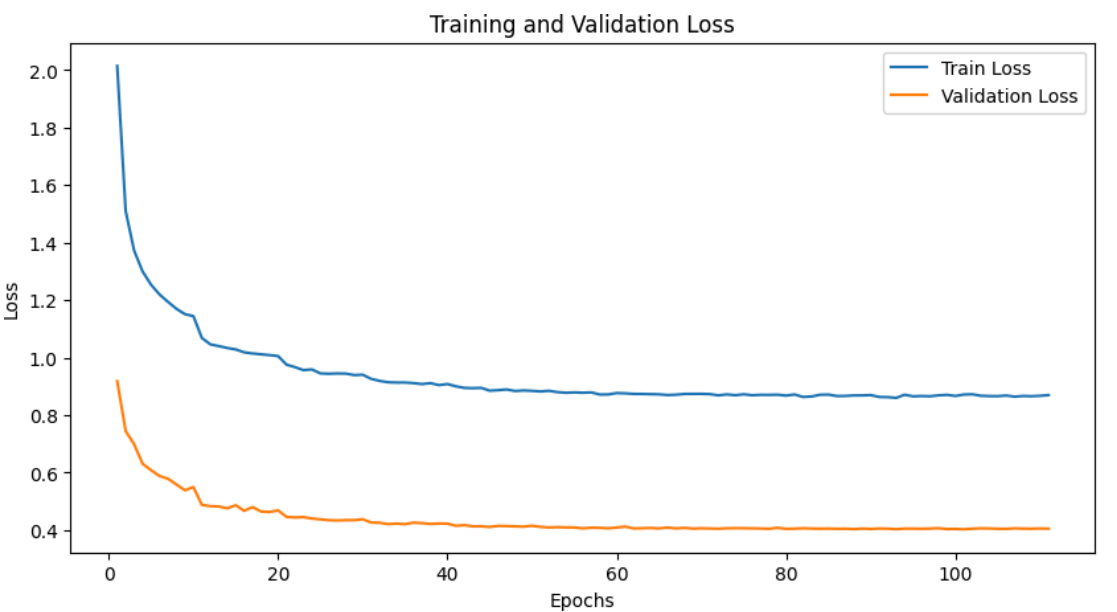 Training and Validation Loss
Train Loss
Validation Loss
2.0
1.8
1.6
1.4
1.2
1.0
0.8
0.6
0.4
Loss
0 20 40 60 80 100
Epochs